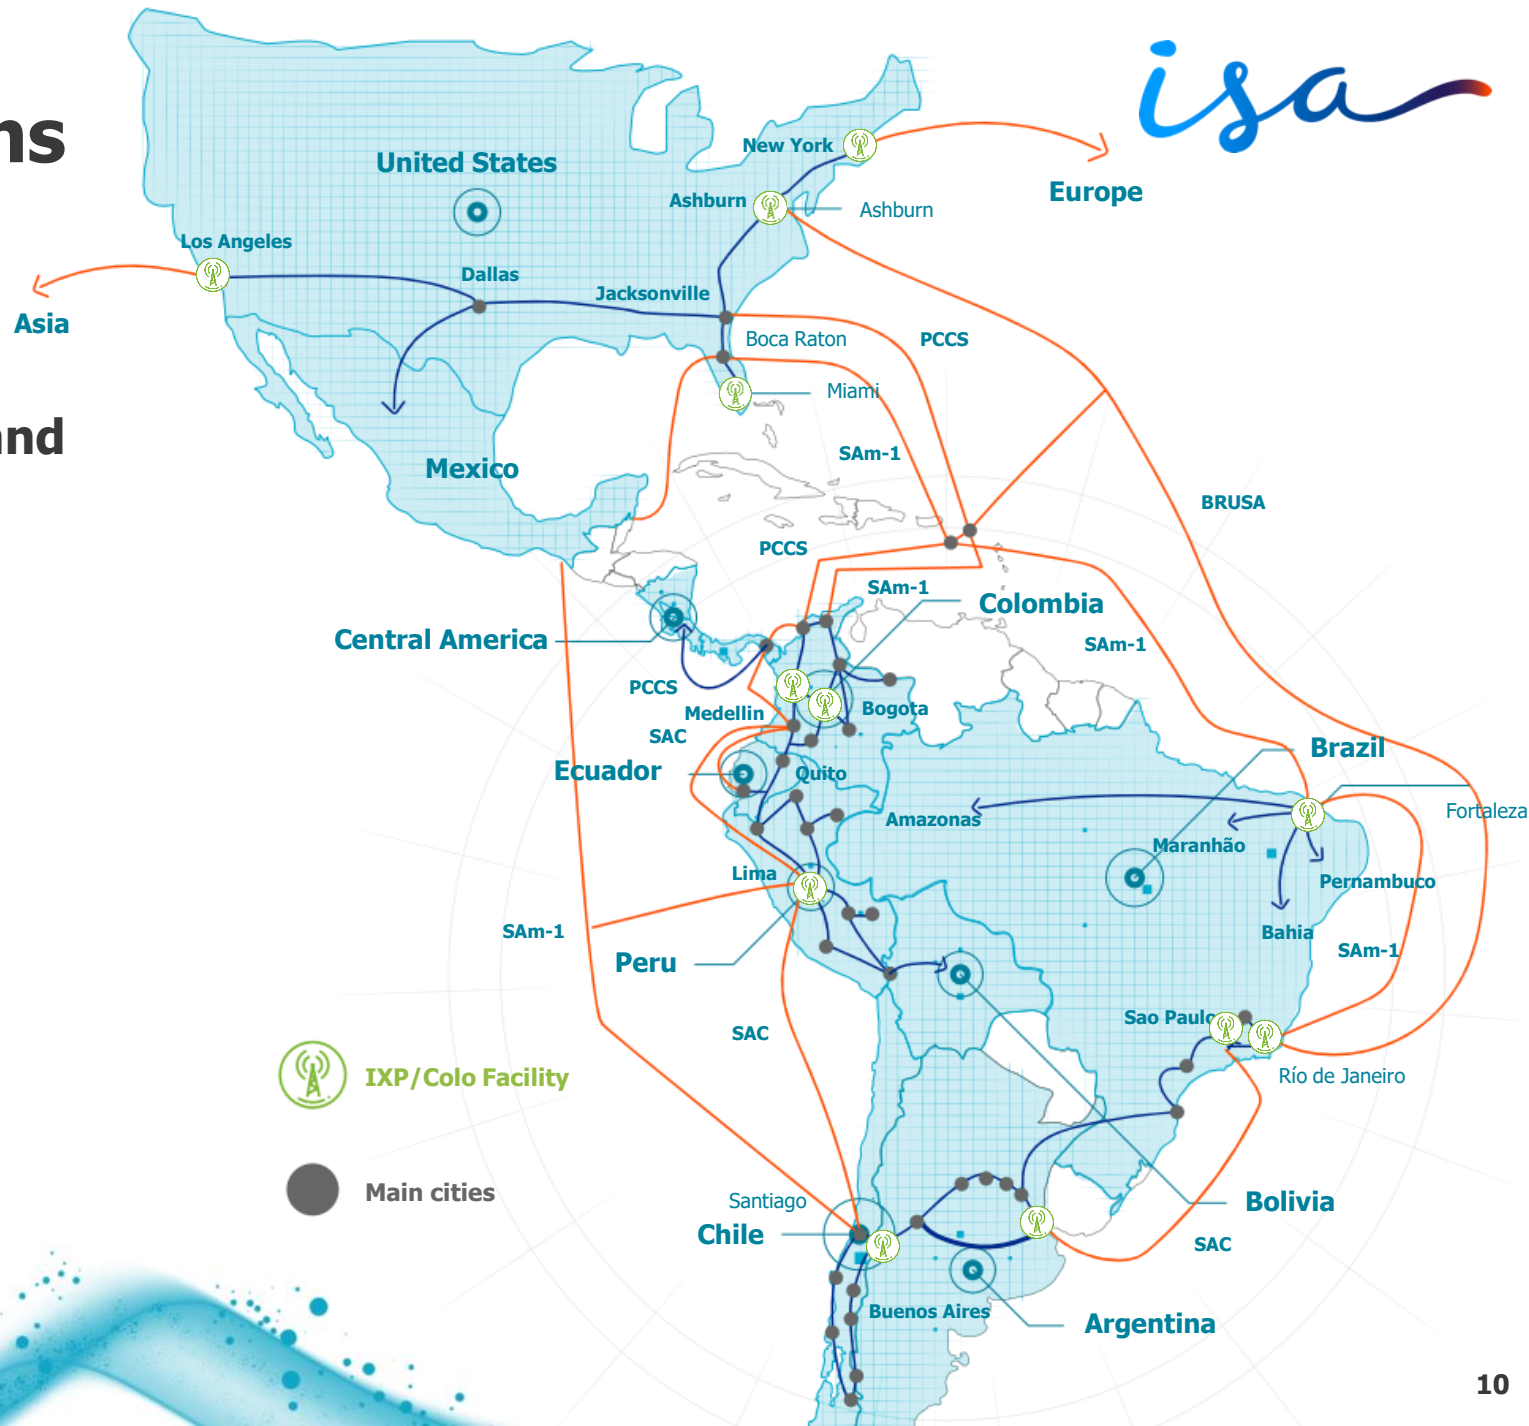 ns
and
isa
United States
New York
Europe
Ashburn
Ashburn
Los Angeles
Dallas
Jacksonville
Asia
Boca Raton
PCCS
Miami
SAm-1
Mexico
BRUSA
PCCS
SAm-1
Colombia
Central America
SAm-1
PCCS
Medellin
Bogota
SAC
Brazil
Ecuador
Quito
Fortaleza
Amazonas
Maranhão
Lima
Pernambuco
SAm-1
Bahia
SAm-1
Peru
Sao Paulo
SAC
IXP/Colo Facility
Río de Janeiro
Main cities
Santiago
Bolivia
Chile
SAC
Buenos Aires
Argentina
10